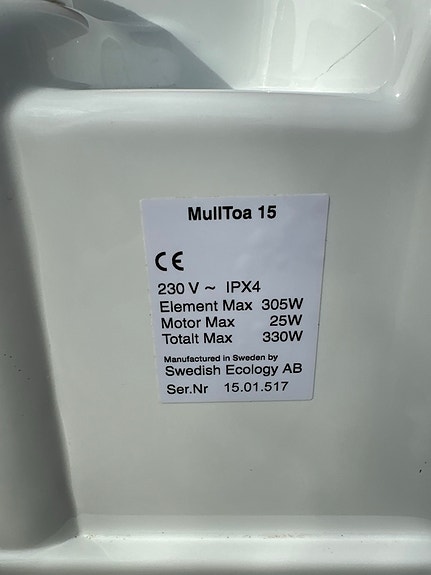 MullToa 15
CE
230 V ~ IPX4
Element Max 305W
Motor Max 25W
Totalt Max 330W
Manufactured in Sweden by
Swedish Ecology AB
Ser.Nr 15.01.517